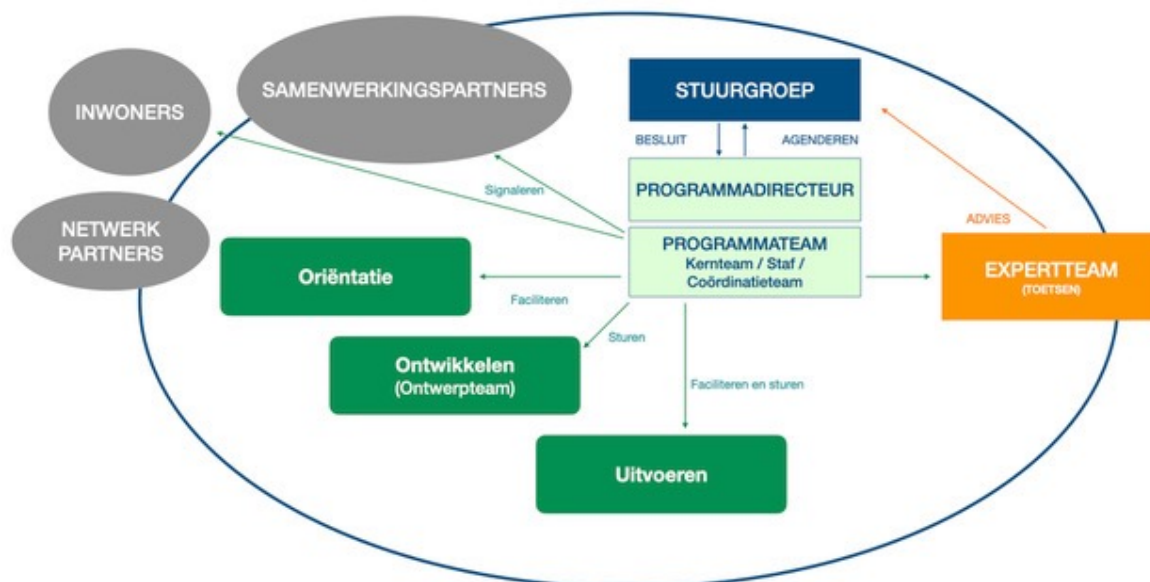 SAMENWERKINGSPARTNERS
INWONERS
STUURGROEP
BESLUIT
AGENDEREN
Signaleren
PROGRAMMADIRECTEUR
NETWERK
PARTNERS
ADVIES
PROGRAMMATEAM
Kernteam / Staf /
Coördinatieteam
EXPERTTEAM
(TOETSEN)
Oriëntatie
Faciliteren
Sturen
Ontwikkelen
(Ontwerpteam)
Faciliteren en sturen
Uitvoeren